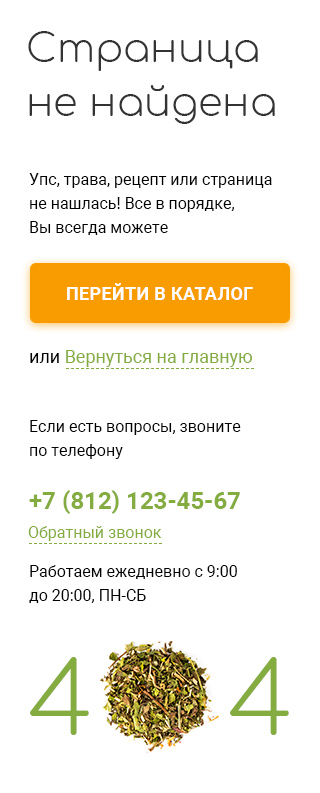 Страница
не найдена
Упс, трава, рецепт или страница
не нашлась! Все в порядке,
Вы всегда можете
ПЕРЕЙТИ В КАТАЛОГ
или Вернуться на главную
Если есть вопросы, звоните
по телефону
+7 (812) 123-45-67
Обратный звонок
Работаем ежедневно с 9:00
до 20:00, ПН-СБ
4 4